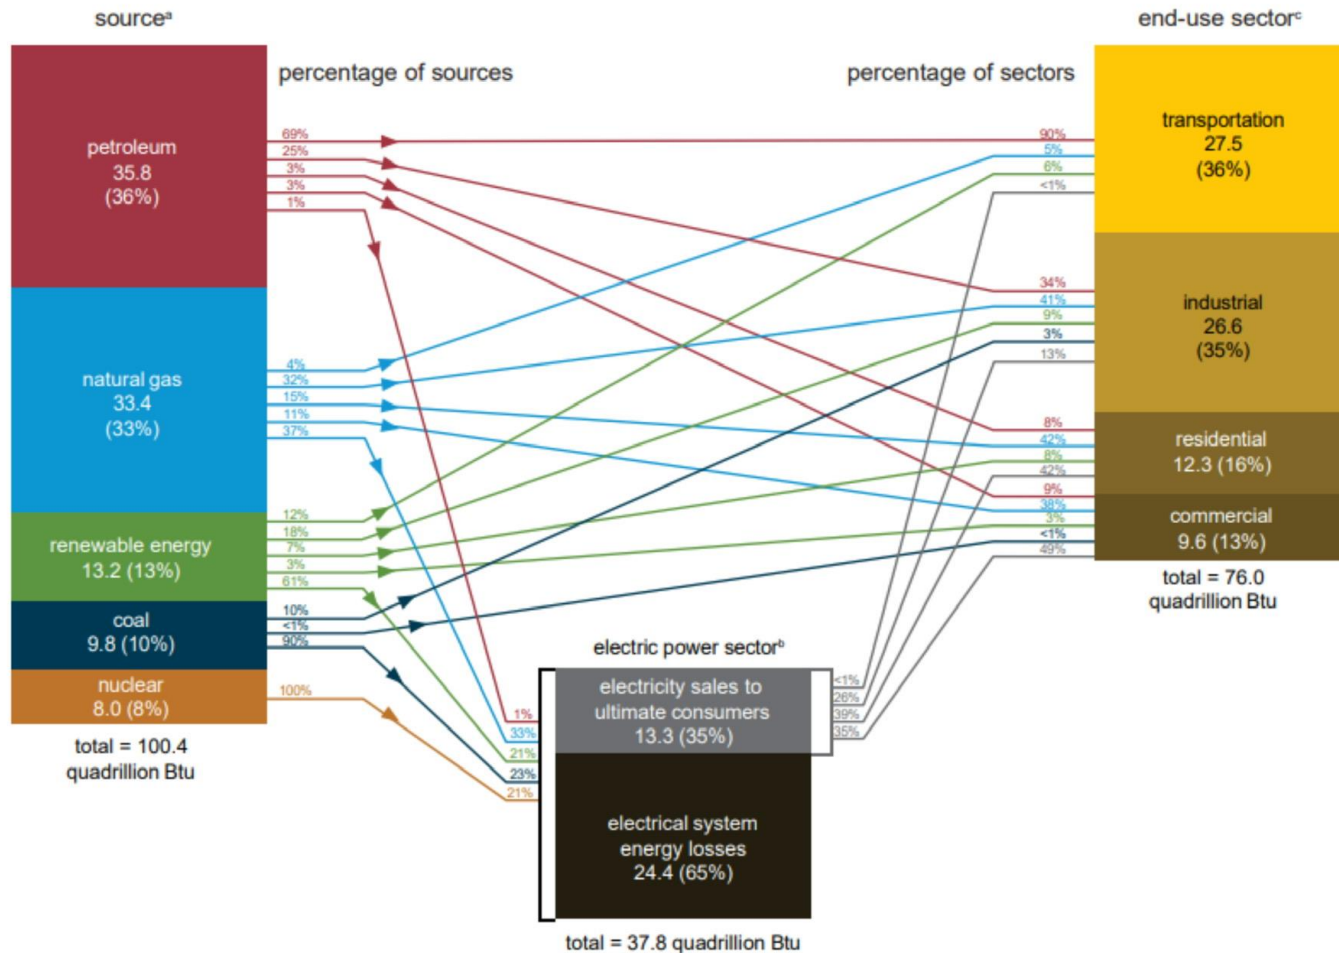 sourceᵃ
end-use sectorᶜ
percentage of sources
percentage of sectors
petroleum
35.8
(36%)
69%
25%
3%
3%
1%
natural gas
33.4
(33%)
4%
32%
15%
11%
37%
renewable energy
13.2 (13%)
12%
18%
7%
3%
61%
coal
9.8 (10%)
10%
<1%
90%
nuclear
8.0 (8%)
100%
total = 100.4
quadrillion Btu
electric power sectorᵇ
1%
33%
21%
23%
21%
electricity sales to
ultimate consumers
13.3 (35%)
electrical system
energy losses
24.4 (65%)
total = 37.8 quadrillion Btu
<1%
26%
39%
35%
90%
5%
6%
<1%
transportation
27.5
(36%)
34%
41%
9%
3%
13%
industrial
26.6
(35%)
8%
42%
8%
42%
residential
12.3 (16%)
9%
38%
3%
<1%
49%
commercial
9.6 (13%)
total = 76.0
quadrillion Btu